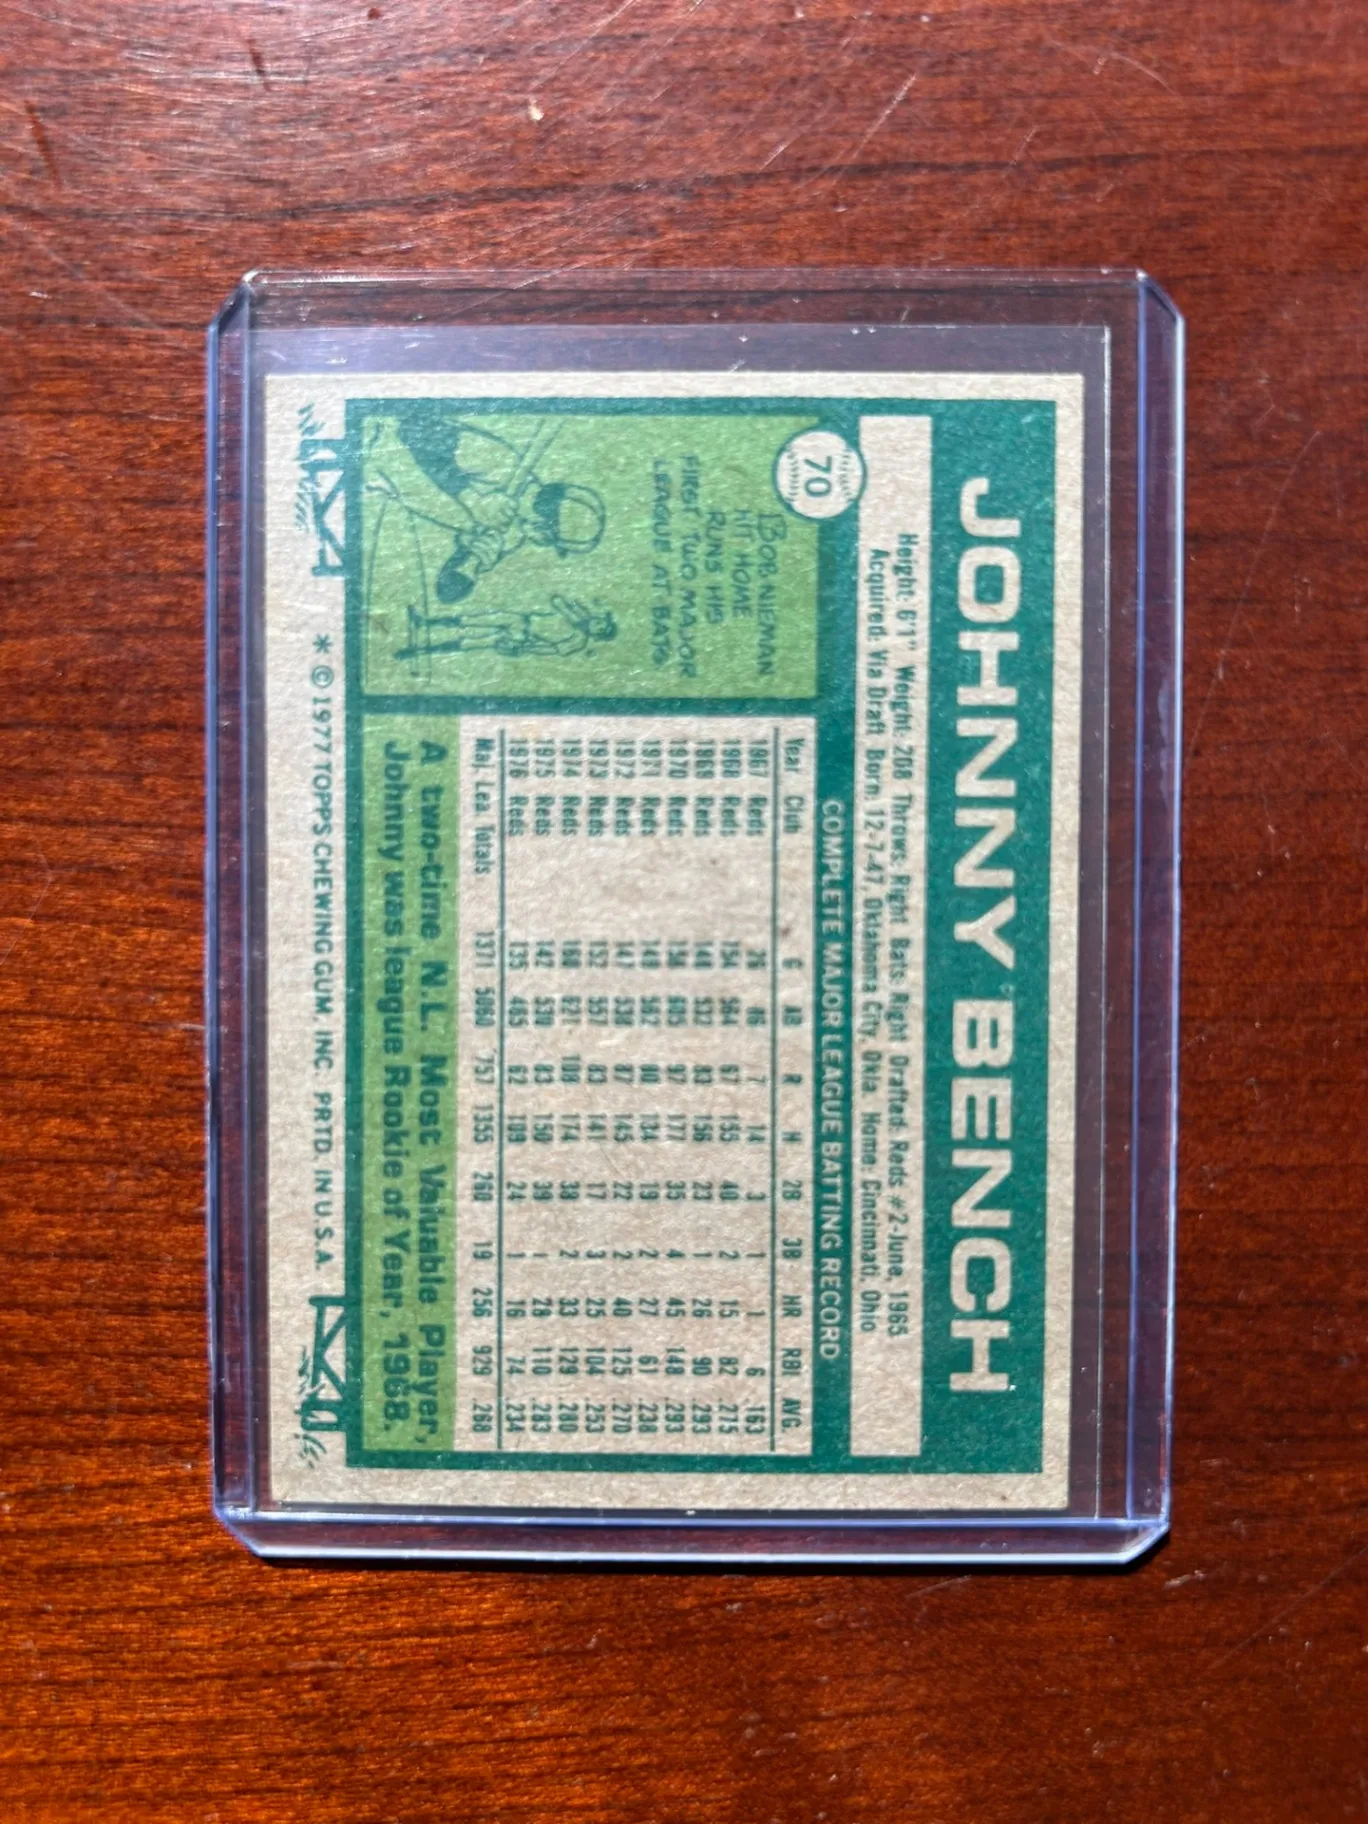 JOHNNY BENCH
70
Height: 6'1" Weight: 208 Throws: Right Bats: Right Drafted: Reds #2-June, 1965
Acquired: Via Draft Born: 12-7-47, Oklahoma City, Okla. Home: Cincinnati, Ohio
COMPLETE MAJOR LEAGUE BATTING RECORD
BOB NIEMAN
HIT HOME
RUNS HIS
FIRST TWO MAJOR
LEAGUE AT BATS
Year Club G AB R H 2B 3B HR RBI AVG.
1967 Reds 26 86 7 14 3 1 1 6 .163
1968 Reds 154 564 67 155 40 2 15 82 .275
1969 Reds 148 532 83 156 23 1 26 90 .293
1970 Reds 158 605 97 177 35 4 45 148 .293
1971 Reds 149 562 80 134 19 2 27 61 .238
1972 Reds 147 538 87 145 22 2 40 125 .270
1973 Reds 152 557 83 141 17 3 25 104 .253
1974 Reds 160 621 108 174 38 2 33 129 .280
1975 Reds 142 530 83 150 39 1 28 110 .283
1976 Reds 135 465 62 109 24 1 16 74 .234
Maj. Lea. Totals 1371 5060 757 1355 260 19 256 929 .268
A two-time N.L. Most Valuable Player,
Johnny was league Rookie of Year, 1968.
* © 1977 TOPPS CHEWING GUM, INC. PRTD. IN U.S.A.